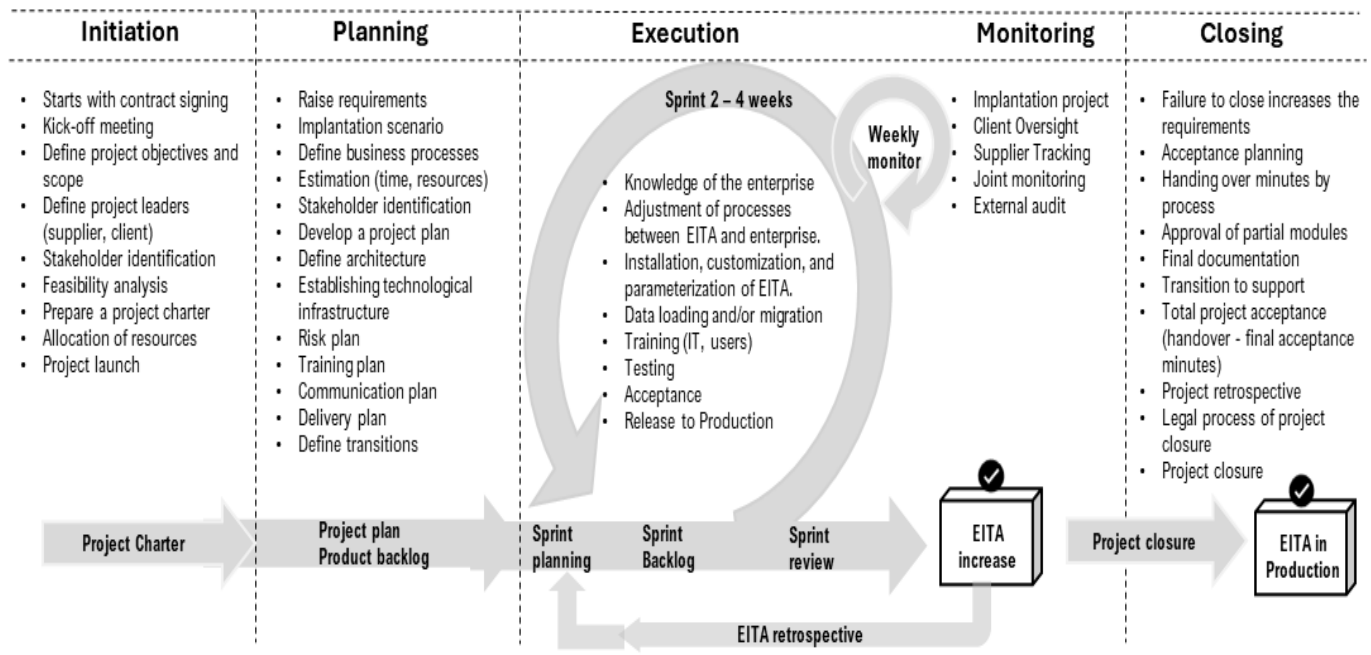 Initiation
Planning
Execution
Monitoring
Closing
• Starts with contract signing
• Kick-off meeting
• Define project objectives and
scope
• Define project leaders
(supplier, client)
• Stakeholder identification
• Feasibility analysis
• Prepare a project charter
• Allocation of resources
• Project launch
• Raise requirements
• Implantation scenario
• Define business processes
• Estimation (time, resources)
• Stakeholder identification
• Develop a project plan
• Define architecture
• Establishing technological
infrastructure
• Risk plan
• Training plan
• Communication plan
• Delivery plan
• Define transitions
Sprint 2 – 4 weeks
• Knowledge of the enterprise
• Adjustment of processes
between EITA and enterprise.
• Installation, customization, and
parameterization of EITA.
• Data loading and/or migration
• Training (IT, users)
• Testing
• Acceptance
• Release to Production
Weekly
monitor
• Implantation project
• Client Oversight
• Supplier Tracking
• Joint monitoring
• External audit
• Failure to close increases the
requirements
• Acceptance planning
• Handing over minutes by
process
• Approval of partial modules
• Final documentation
• Transition to support
• Total project acceptance
(handover - final acceptance
minutes)
• Project retrospective
• Legal process of project
closure
• Project closure
Project Charter
Project plan
Product backlog
Sprint
planning
Sprint
Backlog
Sprint
review
EITA
increase
Project closure
EITA in
Production
EITA retrospective